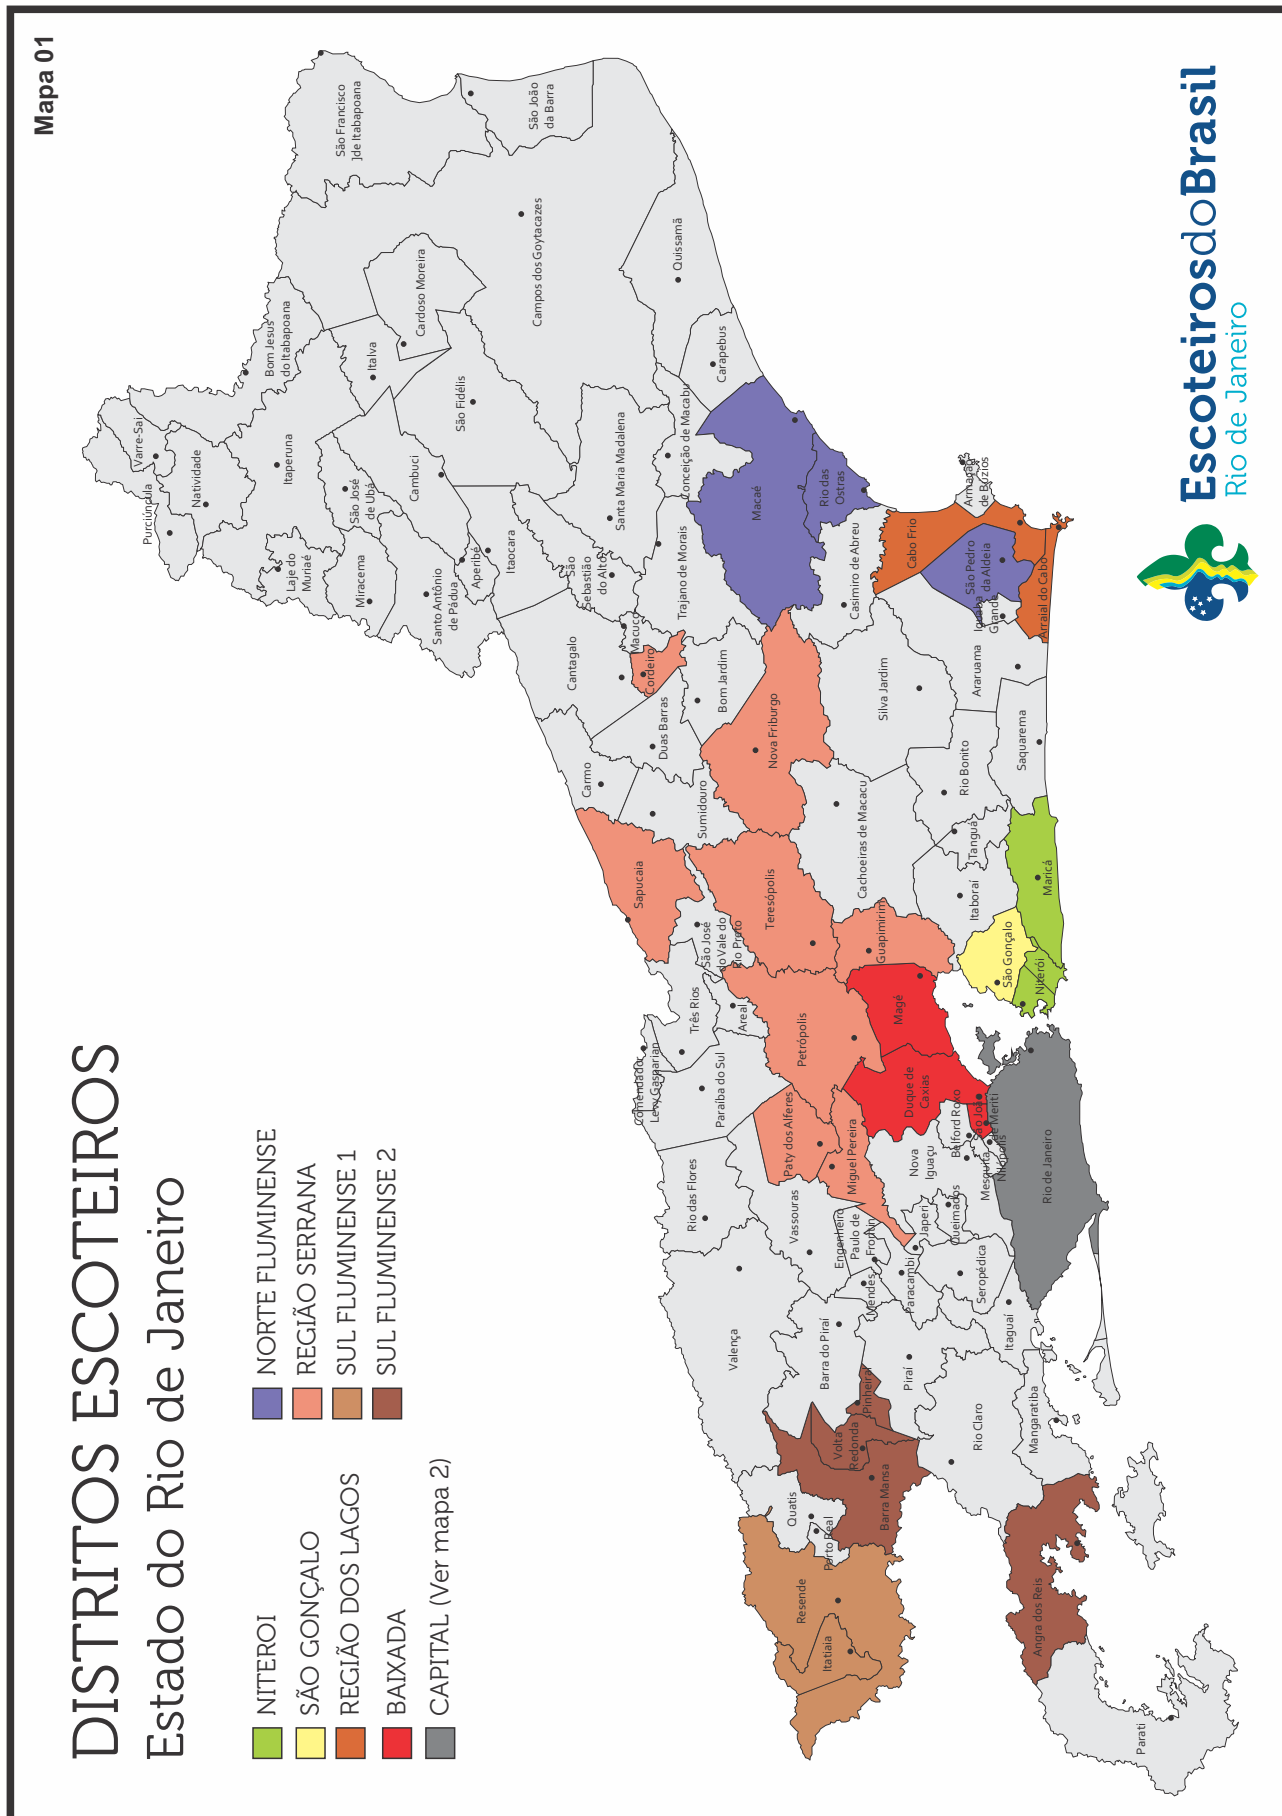 Mapa 01
DISTRITOS ESCOTEIROS
Estado do Rio de Janeiro
NITEROI
SÃO GONÇALO
REGIÃO DOS LAGOS
BAIXADA
CAPITAL (Ver mapa 2)
NORTE FLUMINENSE
REGIÃO SERRANA
SUL FLUMINENSE 1
SUL FLUMINENSE 2
Varre-Sai
Purciúncula
Natividade
Bom Jesus
do Itabapoana
São Francisco
]de Itabapoana
Itaperuna
Laje do
Muriaé
São José
de Ubá
Miracema
Italva
Cardoso Moreira
Cambuci
Santo Antônio
de Pádua
Aperibé
São Fidélis
São João
da Barra
Campos dos Goytacazes
Itaocara
São
Sebastião
do Alto
Santa Maria Madalena
Cantagalo
Macuco
Cordeiro
Quissamã
Carapebus
Conceição de Macabu
Trajano de Morais
Carmo
Duas Barras
Bom Jardim
Sumidouro
Nova Friburgo
Macaé
Rio das
Ostras
Casimiro de Abreu
Cabo Frio
Armação
de Búzios
São Pedro
da Aldeia
Iguaba
Grande
Arraial do Cabo
Araruama
Silva Jardim
Saquarema
Rio Bonito
Cachoeiras de Macacu
Tanguá
Itaboraí
Maricá
São Gonçalo
Niterói
Sapucaia
São José
do Vale do
Rio Preto
Teresópolis
Guapimirim
Magé
Três Rios
Areal
Comendador
Levy Gasparian
Paraíba do Sul
Petrópolis
Paty dos Alferes
Miguel Pereira
Duque de
Caxias
Belford Roxo
São João
de Meriti
Nilópolis
Mesquita
Nova
Iguaçu
Rio de Janeiro
Rio das Flores
Vassouras
Engenheiro
Paulo de
Frontin
Mendes
Japeri
Queimados
Paracambi
Seropédica
Itaguaí
Valença
Barra do Piraí
Piraí
Pinheiral
Volta
Redonda
Barra Mansa
Rio Claro
Mangaratiba
Quatis
Porto Real
Resende
Itatiaia
Angra dos Reis
Parati
EscoteirosdoBrasil
Rio de Janeiro